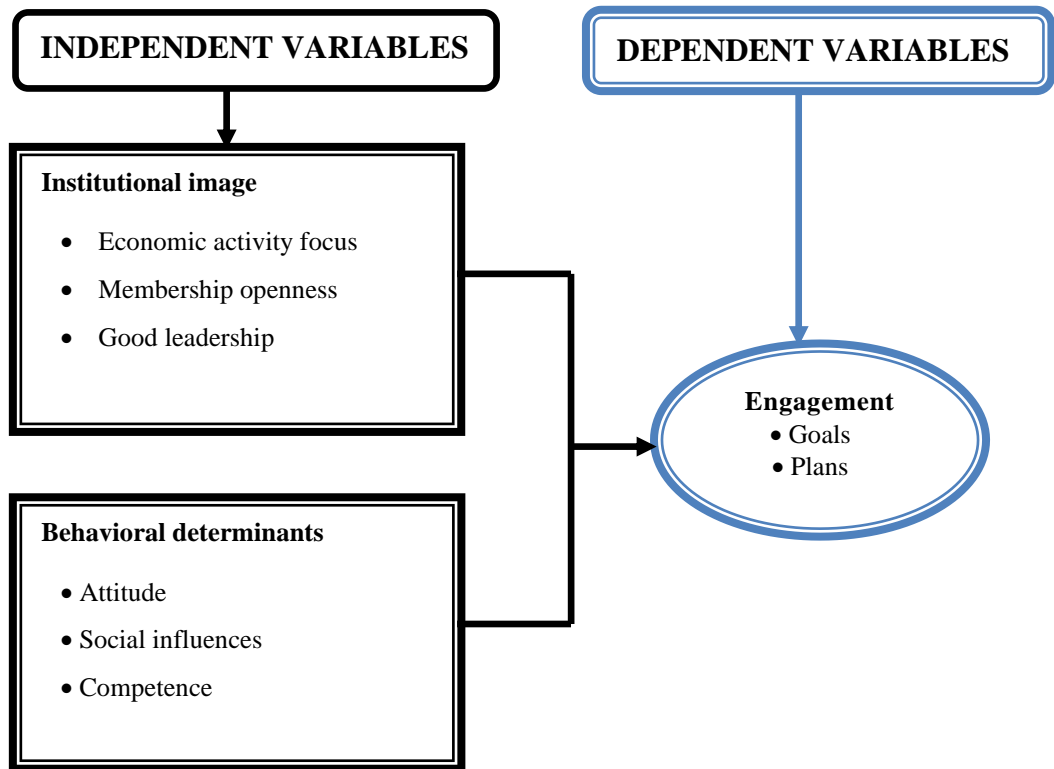 INDEPENDENT VARIABLES
DEPENDENT VARIABLES
Institutional image
• Economic activity focus
• Membership openness
• Good leadership
Engagement
• Goals
• Plans
Behavioral determinants
• Attitude
• Social influences
• Competence